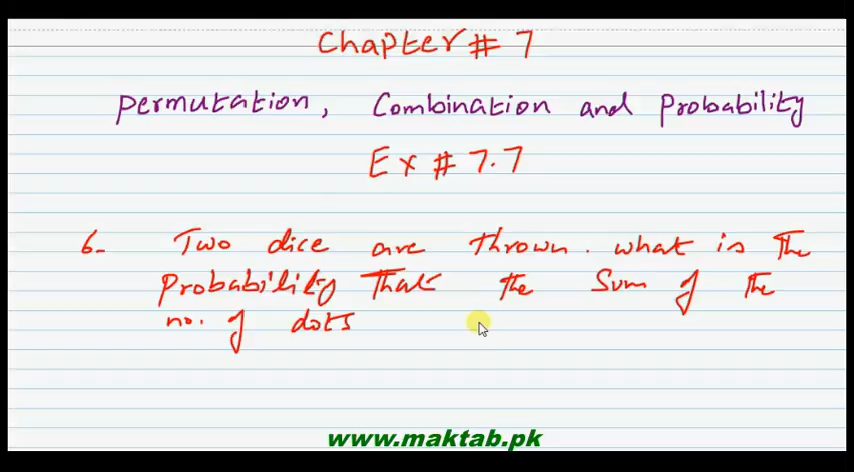 Chapter # 7
Permutation, Combination and Probability
Ex # 7.7
6- Two dice are thrown. what is the
Probability That the Sum of the
no. of dots
www.maktab.pk